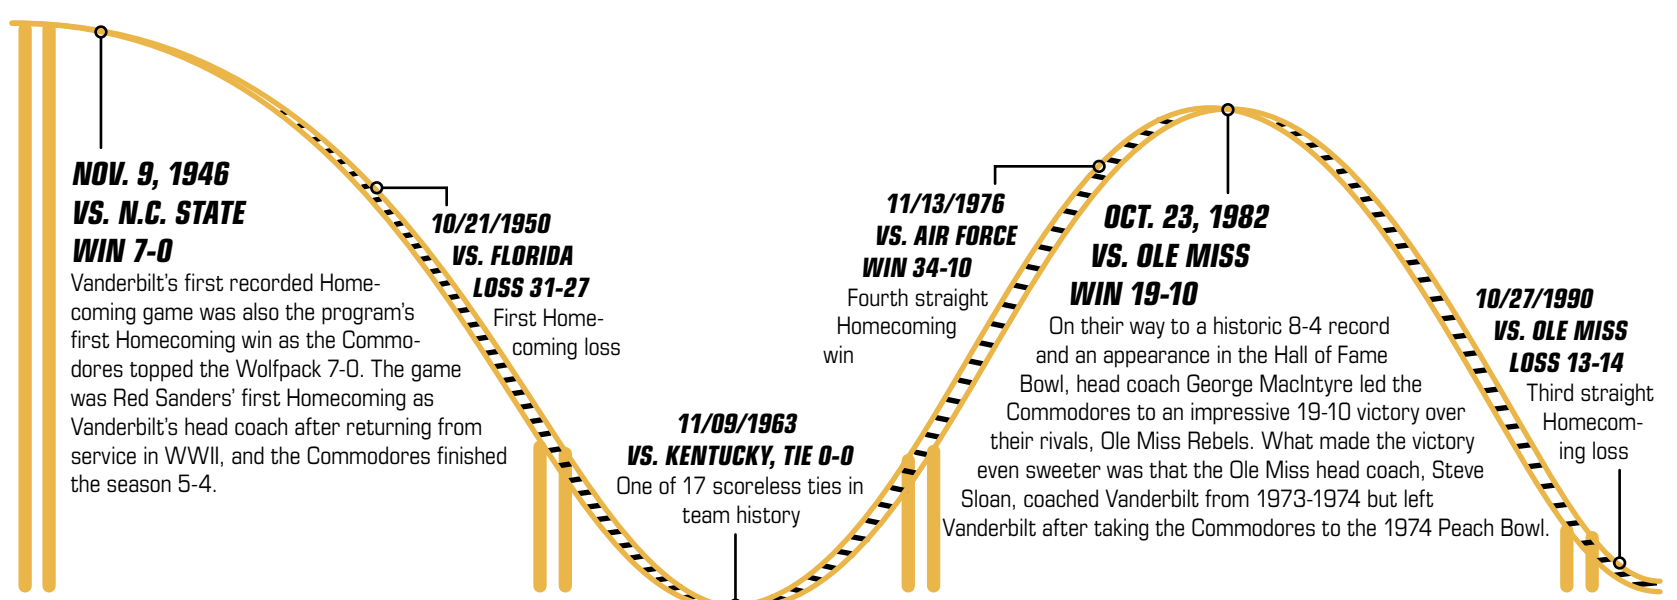 NOV. 9, 1946
VS. N.C. STATE
WIN 7-0
Vanderbilt's first recorded Home-
coming game was also the program's
first Homecoming win as the Commo-
dores topped the Wolfpack 7-0. The game
was Red Sanders' first Homecoming as
Vanderbilt's head coach after returning from
service in WWII, and the Commodores finished
the season 5-4.
10/21/1950
VS. FLORIDA
LOSS 31-27
First Home-
coming loss
11/09/1963
VS. KENTUCKY, TIE 0-0
One of 17 scoreless ties in
team history
11/13/1976
VS. AIR FORCE
WIN 34-10
Fourth straight
Homecoming
win
OCT. 23, 1982
VS. OLE MISS
WIN 19-10
On their way to a historic 8-4 record
and an appearance in the Hall of Fame
Bowl, head coach George MacIntyre led the
Commodores to an impressive 19-10 victory over
their rivals, Ole Miss Rebels. What made the victory
even sweeter was that the Ole Miss head coach, Steve
Sloan, coached Vanderbilt from 1973-1974 but left
Vanderbilt after taking the Commodores to the 1974 Peach Bowl.
10/27/1990
VS. OLE MISS
LOSS 13-14
Third straight
Homecom-
ing loss